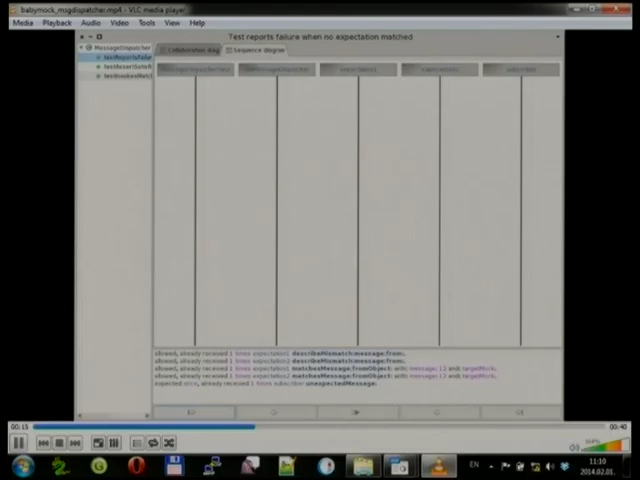 babymock_msgdispatcher.mp4 - VLC media player
Media Playback Audio Video Tools View Help
Test reports failure when no expectation matched
MessageDispatcher
Collaboration diag Sequence diagram
testReportsFailur
subscriber
allowed, already received 1 times expectation1 describeMismatch:message:from:.
allowed, already received 1 times expectation2 describeMismatch:message:from:.
allowed, already received 1 times expectation1 matchesMessage:fromObject: with: message; 12 and: targetMock.
allowed, already received 1 times expectation2 matchesMessage:fromObject: with: message; 12 and: targetMock.
expected once, already received 1 times subscriber unexpectedMessage.
00:15 00:40
EN 11:10
2014.02.01.